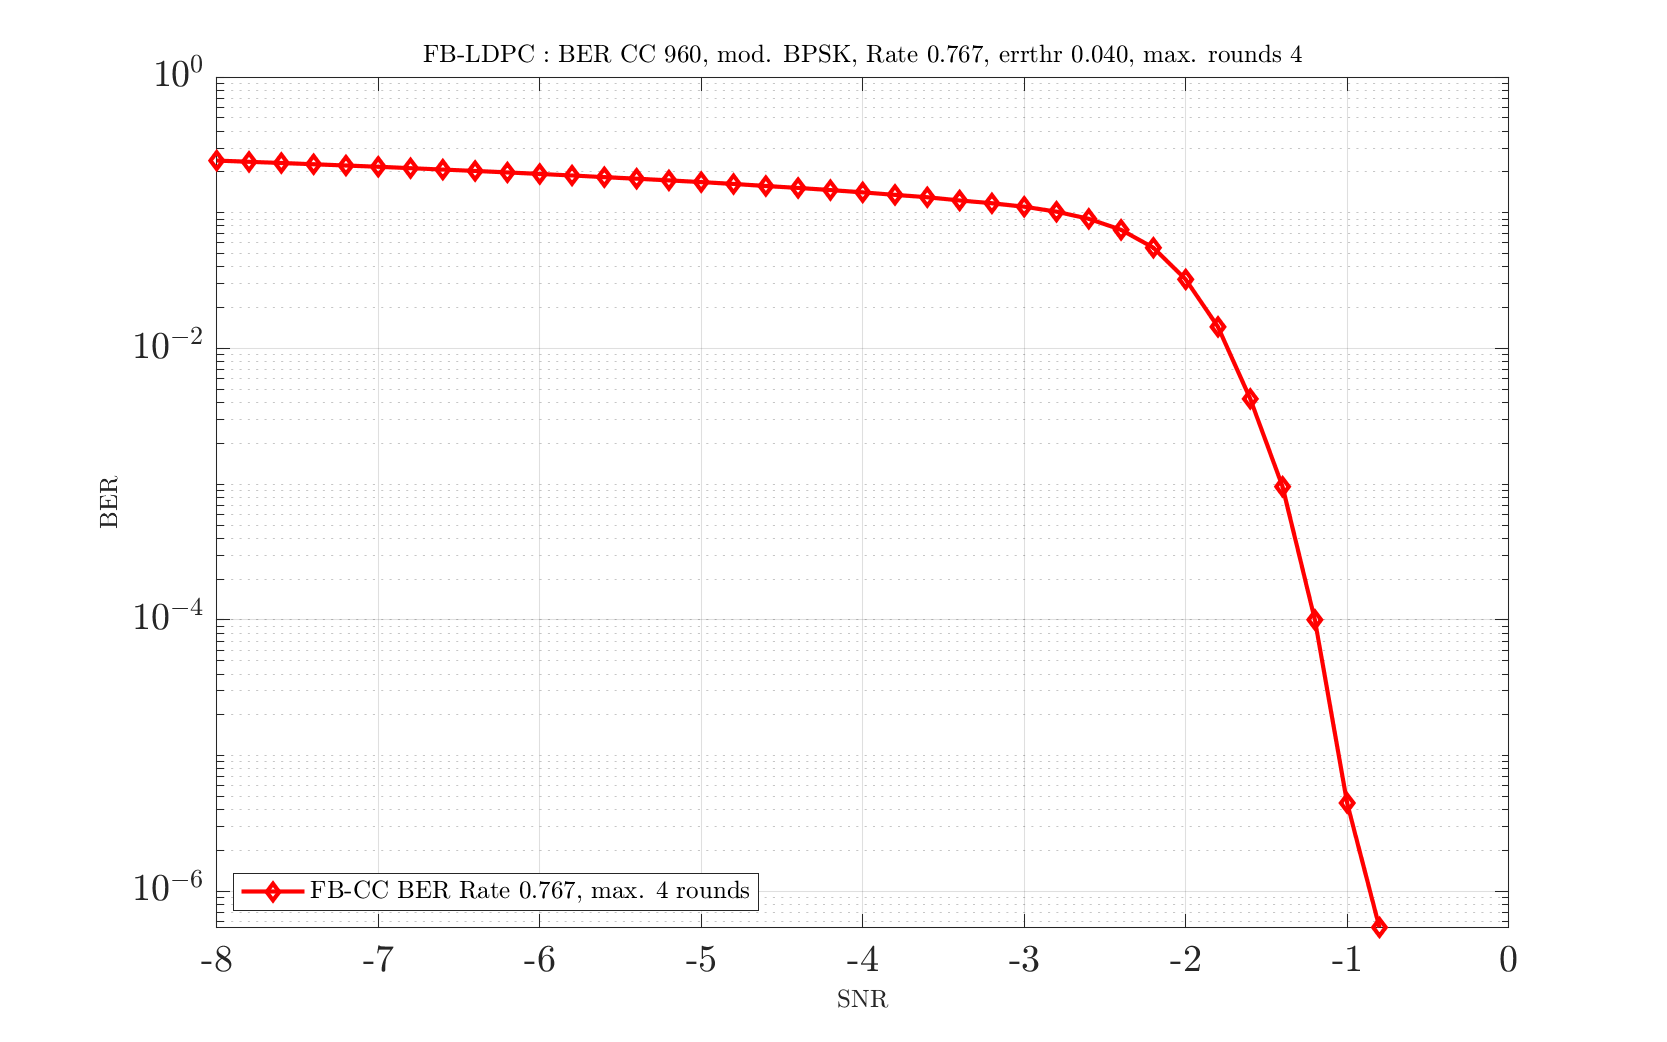 FB-LDPC : BER CC 960, mod. BPSK, Rate 0.767, errthr 0.040, max. rounds 4
10^0
10^-2
10^-4
10^-6
BER
FB-CC BER Rate 0.767, max. 4 rounds
-8 -7 -6 -5 -4 -3 -2 -1 0
SNR